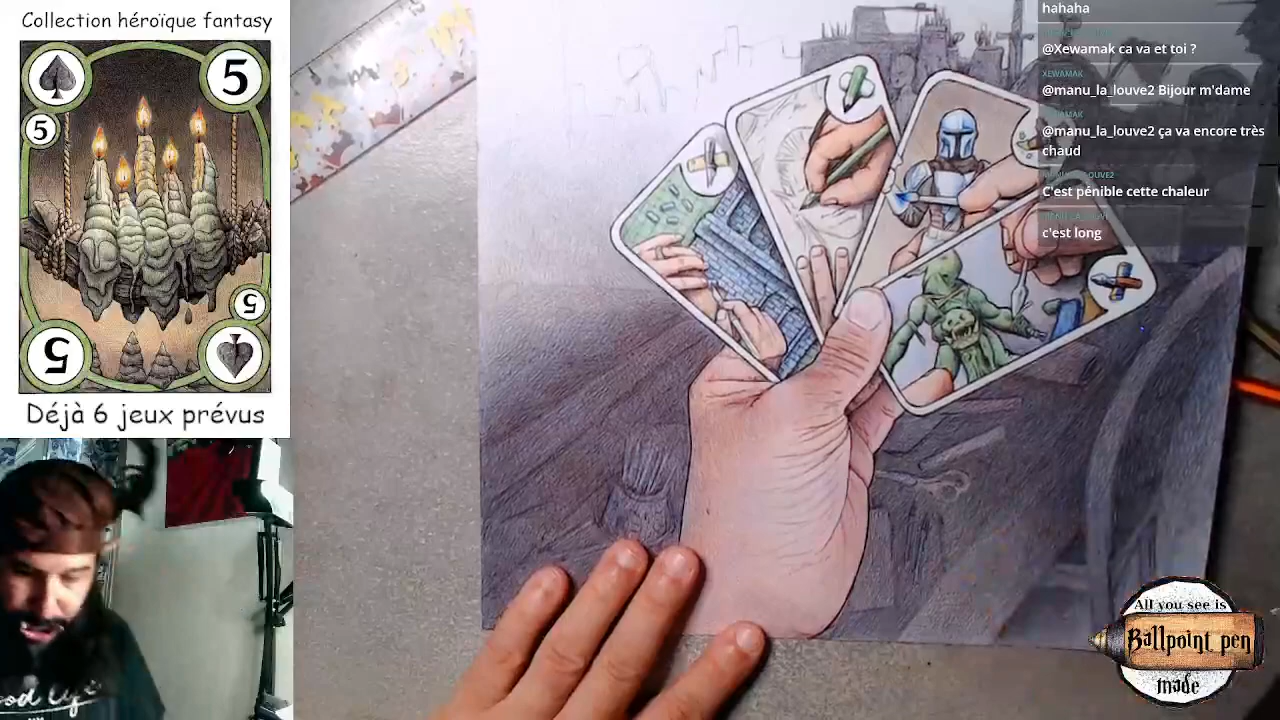 Collection héroïque fantasy
5
5
5
5
Déjà 6 jeux prévus
hahaha
@Xewamak ca va et toi ?
XEWAMAK
@manu_la_louve2 Bijour m'dame
@manu_la_louve2 ça va encore très
chaud
C'est pénible cette chaleur
c'est long
All you see is
Ballpoint pen
made